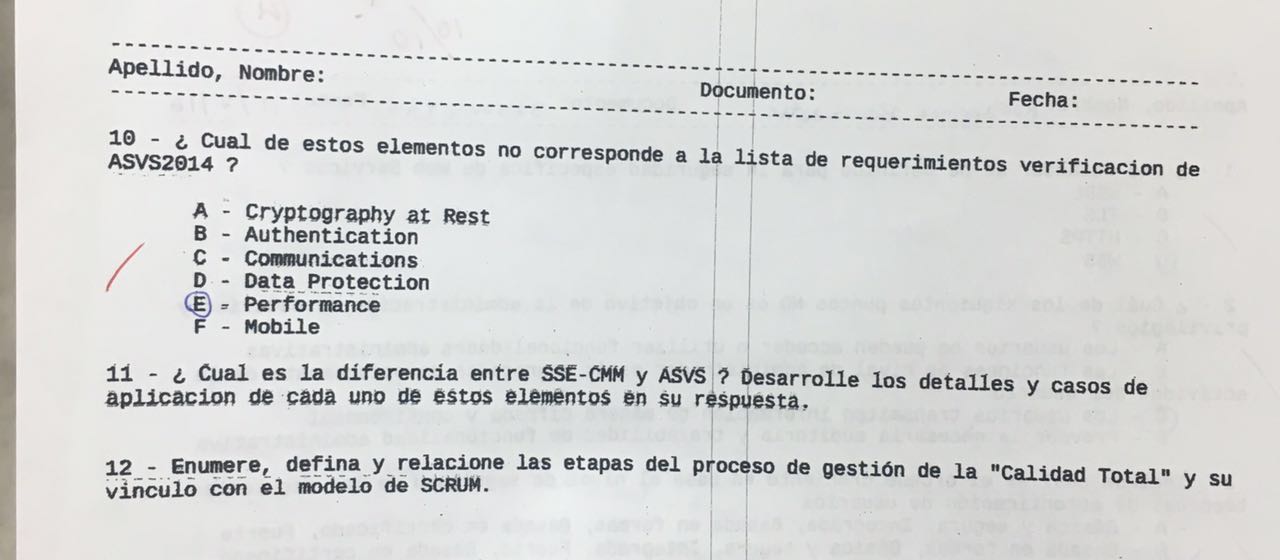 Apellido, Nombre: Documento: Fecha:
10 - ¿ Cual de estos elementos no corresponde a la lista de requerimientos verificacion de
ASVS2014 ?
A - Cryptography at Rest
B - Authentication
C - Communications
D - Data Protection
E - Performance
F - Mobile
11 - ¿ Cual es la diferencia entre SSE-CMM y ASVS ? Desarrolle los detalles y casos de
aplicacion de cada uno de estos elementos en su respuesta.
12 - Enumere, defina y relacione las etapas del proceso de gestión de la "Calidad Total" y su
vinculo con el modelo de SCRUM.